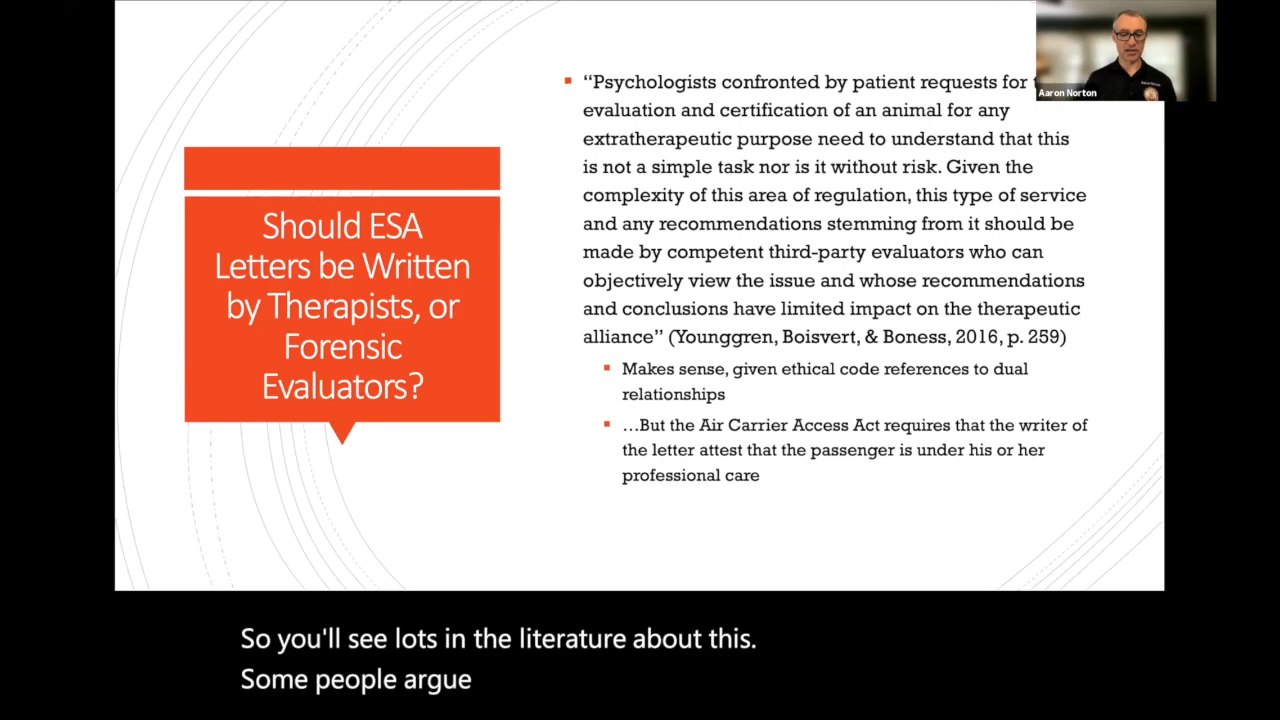 “Psychologists confronted by patient requests for
evaluation and certification of an animal for any
extratherapeutic purpose need to understand that this
is not a simple task nor is it without risk. Given the
complexity of this area of regulation, this type of service
and any recommendations stemming from it should be
made by competent third-party evaluators who can
objectively view the issue and whose recommendations
and conclusions have limited impact on the therapeutic
alliance” (Younggren, Boisvert, & Boness, 2016, p. 259)
Makes sense, given ethical code references to dual
relationships
…But the Air Carrier Access Act requires that the writer of
the letter attest that the passenger is under his or her
professional care
Should ESA
Letters be Written
by Therapists, or
Forensic
Evaluators?
Aaron Norton
So you'll see lots in the literature about this.
Some people argue